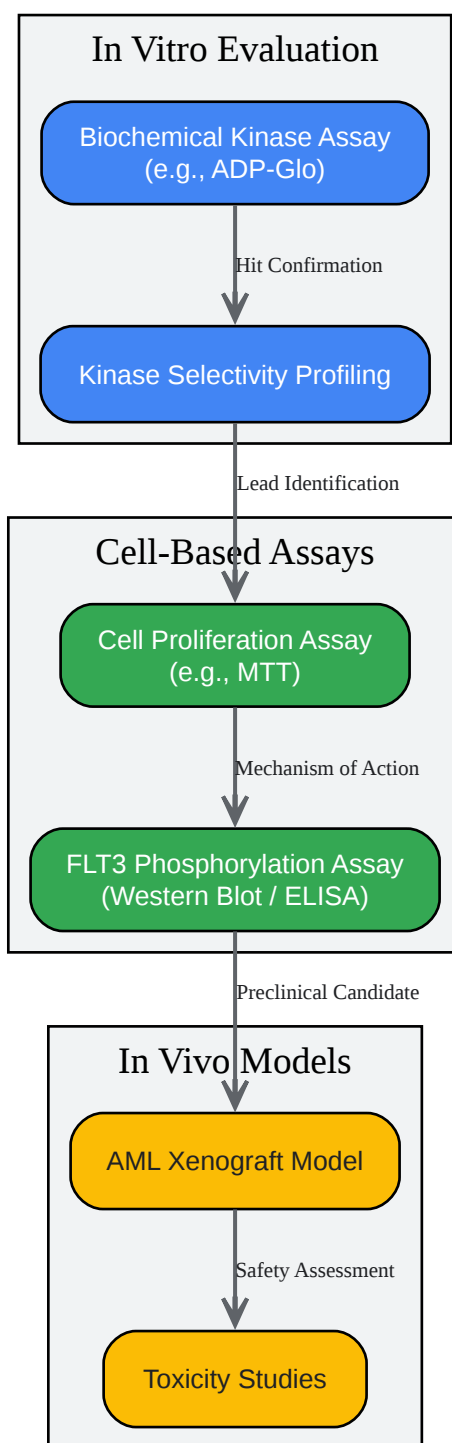 In Vitro Evaluation
Biochemical Kinase Assay
(e.g., ADP-Glo)
Hit Confirmation
Kinase Selectivity Profiling
Lead Identification
Cell-Based Assays
Cell Proliferation Assay
(e.g., MTT)
Mechanism of Action
FLT3 Phosphorylation Assay
(Western Blot / ELISA)
Preclinical Candidate
In Vivo Models
AML Xenograft Model
Safety Assessment
Toxicity Studies